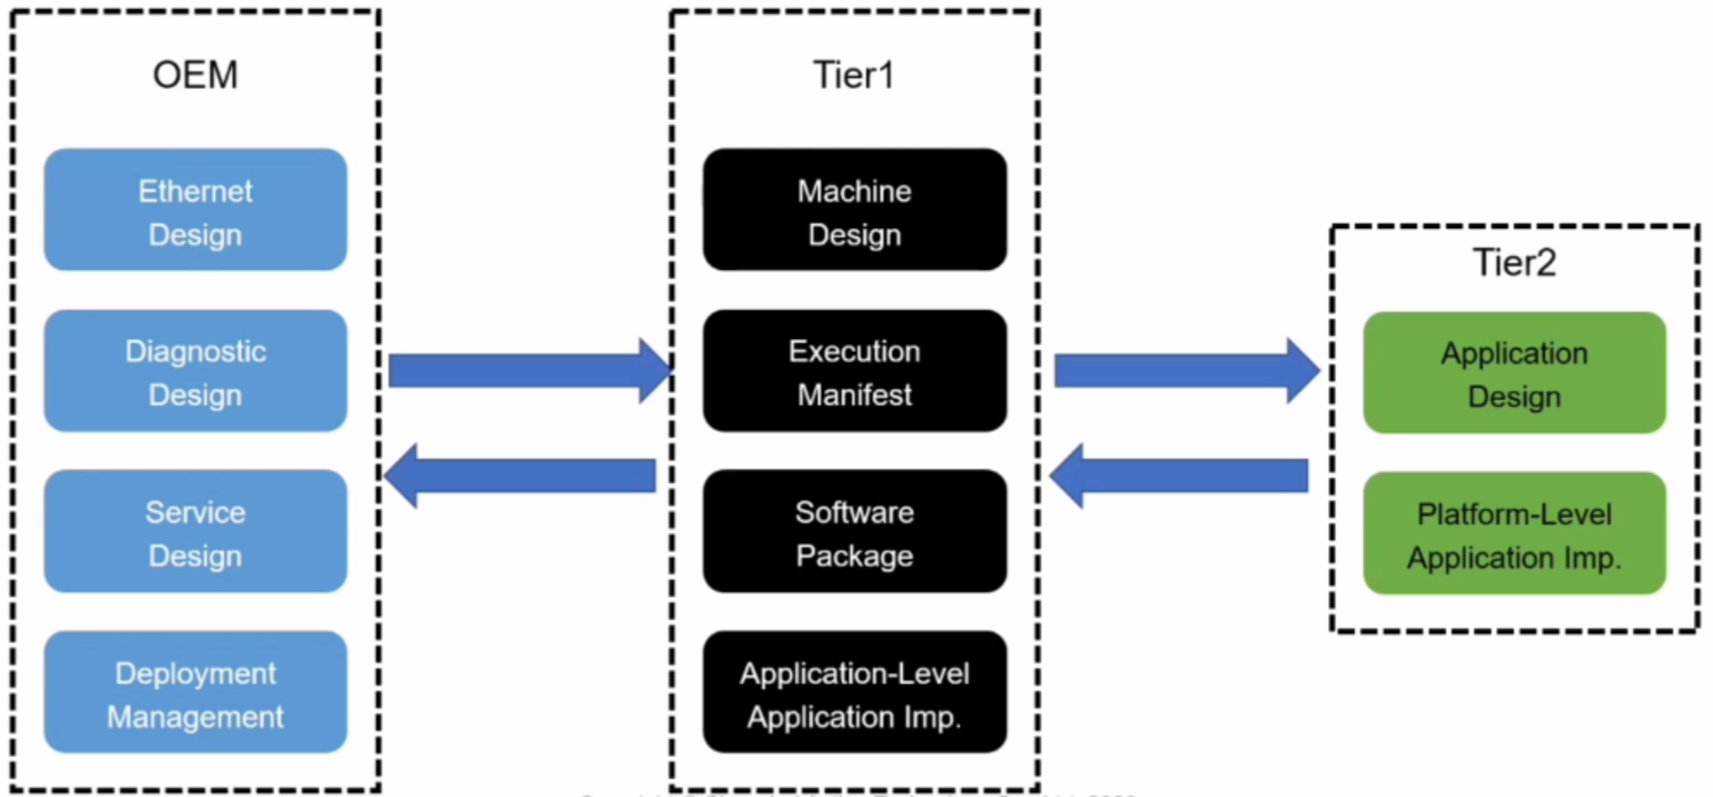 OEM
Ethernet
Design
Diagnostic
Design
Service
Design
Deployment
Management
Tier1
Machine
Design
Execution
Manifest
Software
Package
Application-Level
Application Imp.
Tier2
Application
Design
Platform-Level
Application Imp.